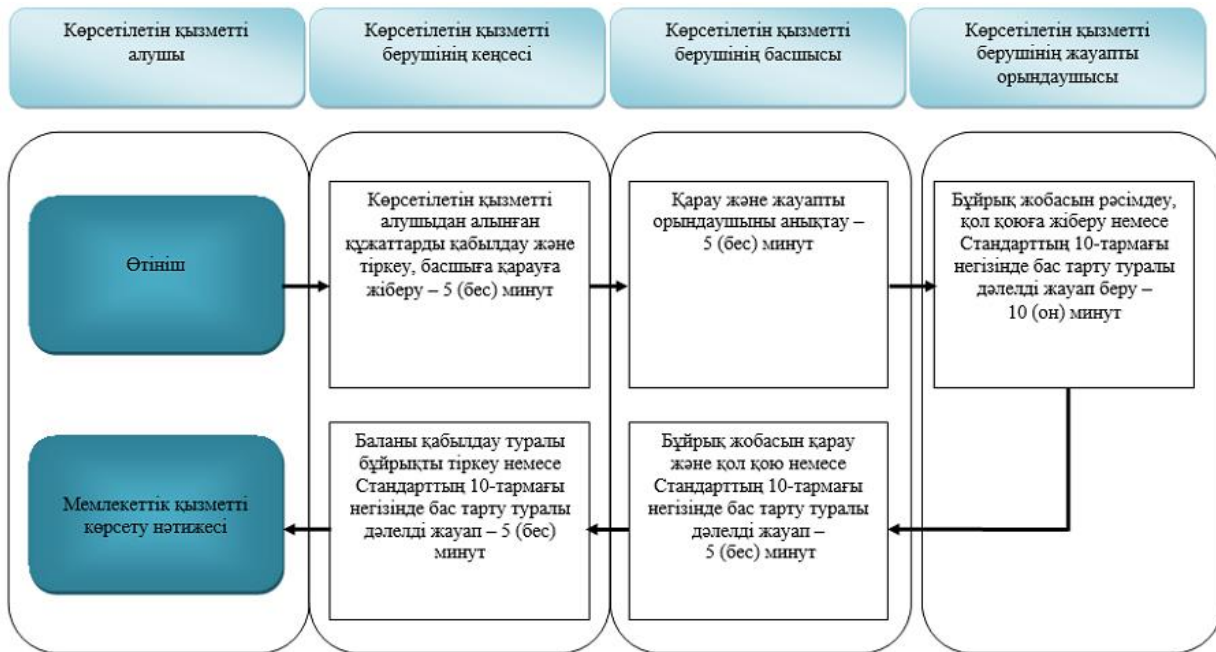 Көрсетілетін қызметті
алушы
Көрсетілетін қызметті
берушінің кеңсесі
Көрсетілетін қызметті
берушінің басшысы
Көрсетілетін қызметті
берушінің жауапты
орындаушысы
Өтініш
Көрсетілетін қызметті
алушыдан алынған
құжаттарды қабылдау және
тіркеу, басшыға қарауға
жіберу – 5 (бес) минут
Қарау және жауапты
орындаушыны анықтау –
5 (бес) минут
Бұйрық жобасын рәсімдеу,
қол қоюға жіберу немесе
Стандарттың 10-тармағы
негізінде бас тарту туралы
дәлелді жауап беру –
10 (он) минут
Мемлекеттік қызметті
көрсету нәтижесі
Баланы қабылдау туралы
бұйрықты тіркеу немесе
Стандарттың 10-тармағы
негізінде бас тарту туралы
дәлелді жауап – 5 (бес)
минут
Бұйрық жобасын қарау
және қол қою немесе
Стандарттың 10-тармағы
негізінде бас тарту туралы
дәлелді жауап –
5 (бес) минут